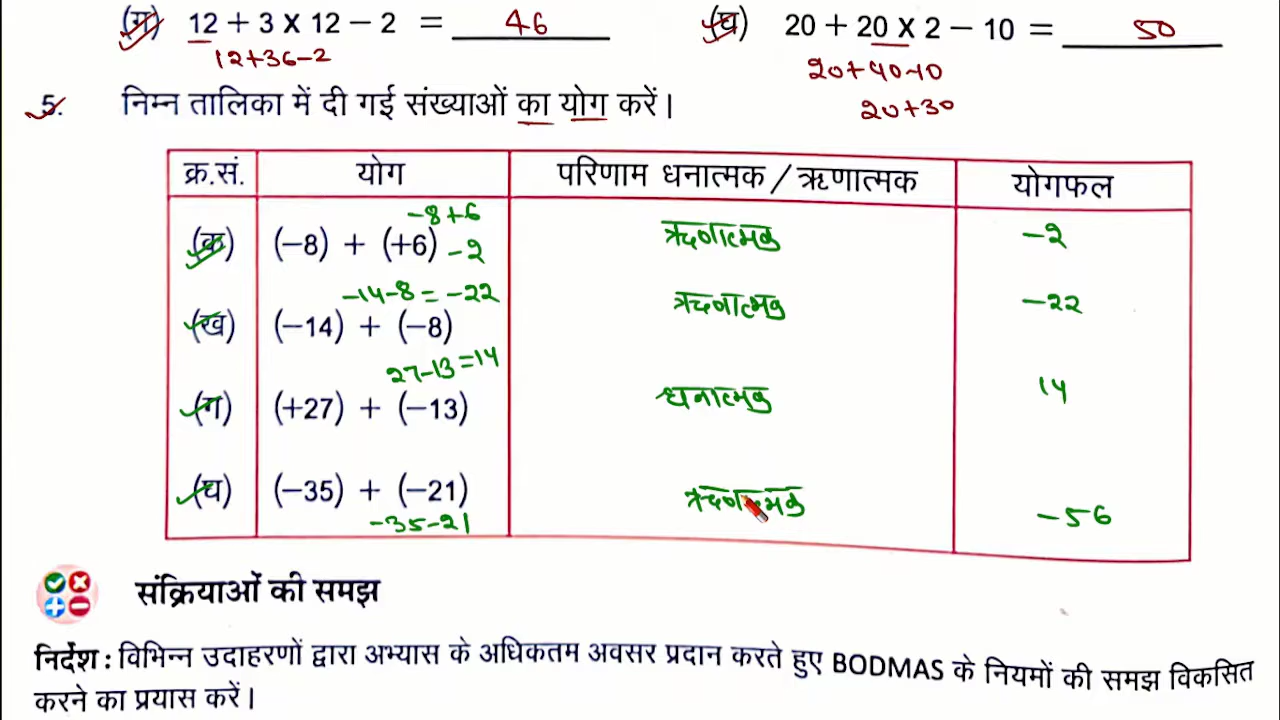 (ग) 12 + 3 X 12 – 2 = 46 (घ) 20 + 20 X 2 – 10 = 50
12+36-2 20+40-10
20+30
5. निम्न तालिका में दी गई संख्याओं का योग करें।
क्र.सं. योग परिणाम धनात्मक / ऋणात्मक योगफल
-8+6
(क) (–8) + (+6) -2 ऋणात्मक -2
-14-8 = -22
(ख) (–14) + (–8) ऋणात्मक -22
27-13=14
(ग) (+27) + (–13) धनात्मक 14
(घ) (–35) + (–21) ऋणात्मक -56
-35-21
संक्रियाओं की समझ
निर्देश : विभिन्न उदाहरणों द्वारा अभ्यास के अधिकतम अवसर प्रदान करते हुए BODMAS के नियमों की समझ विकसित
करने का प्रयास करें।